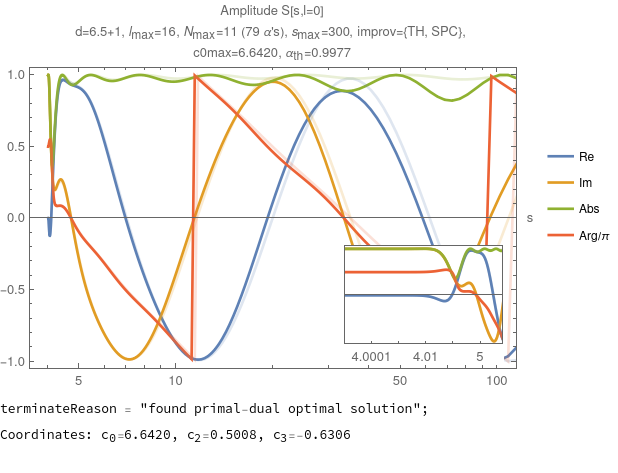 Amplitude S[s,l=0]
d=6.5+1, lmax=16, Nmax=11 (79 α's), smax=300, improv={TH, SPC},
c0max=6.6420, αth=0.9977
1.0
0.5
0.0
−0.5
−1.0
5
10
50
100
s
4.0001
4.01
5
Re
Im
Abs
Arg/π
terminateReason = "found primal-dual optimal solution";
Coordinates: c0=6.6420, c2=0.5008, c3=-0.6306